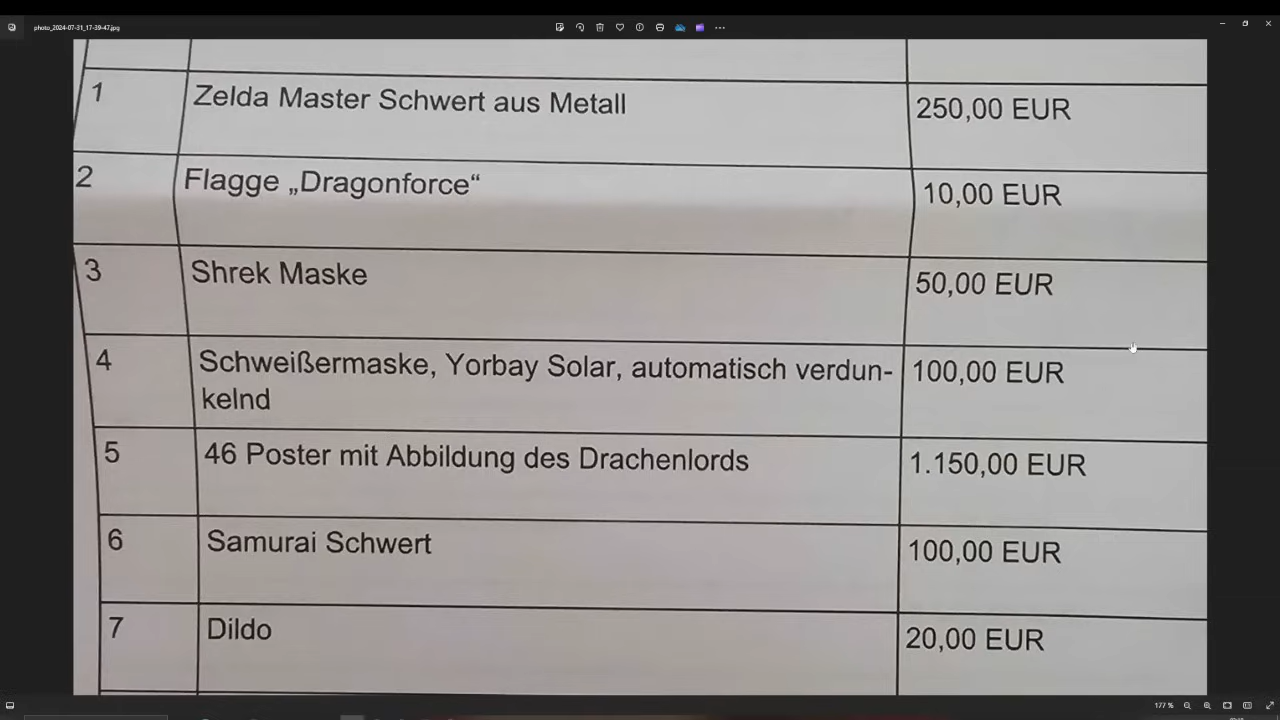 photo_2024-07-31_17-39-47.jpg
1 Zelda Master Schwert aus Metall 250,00 EUR
2 Flagge „Dragonforce“ 10,00 EUR
3 Shrek Maske 50,00 EUR
4 Schweißermaske, Yorbay Solar, automatisch verdun- 100,00 EUR
kelnd
5 46 Poster mit Abbildung des Drachenlords 1.150,00 EUR
6 Samurai Schwert 100,00 EUR
7 Dildo 20,00 EUR
177 %